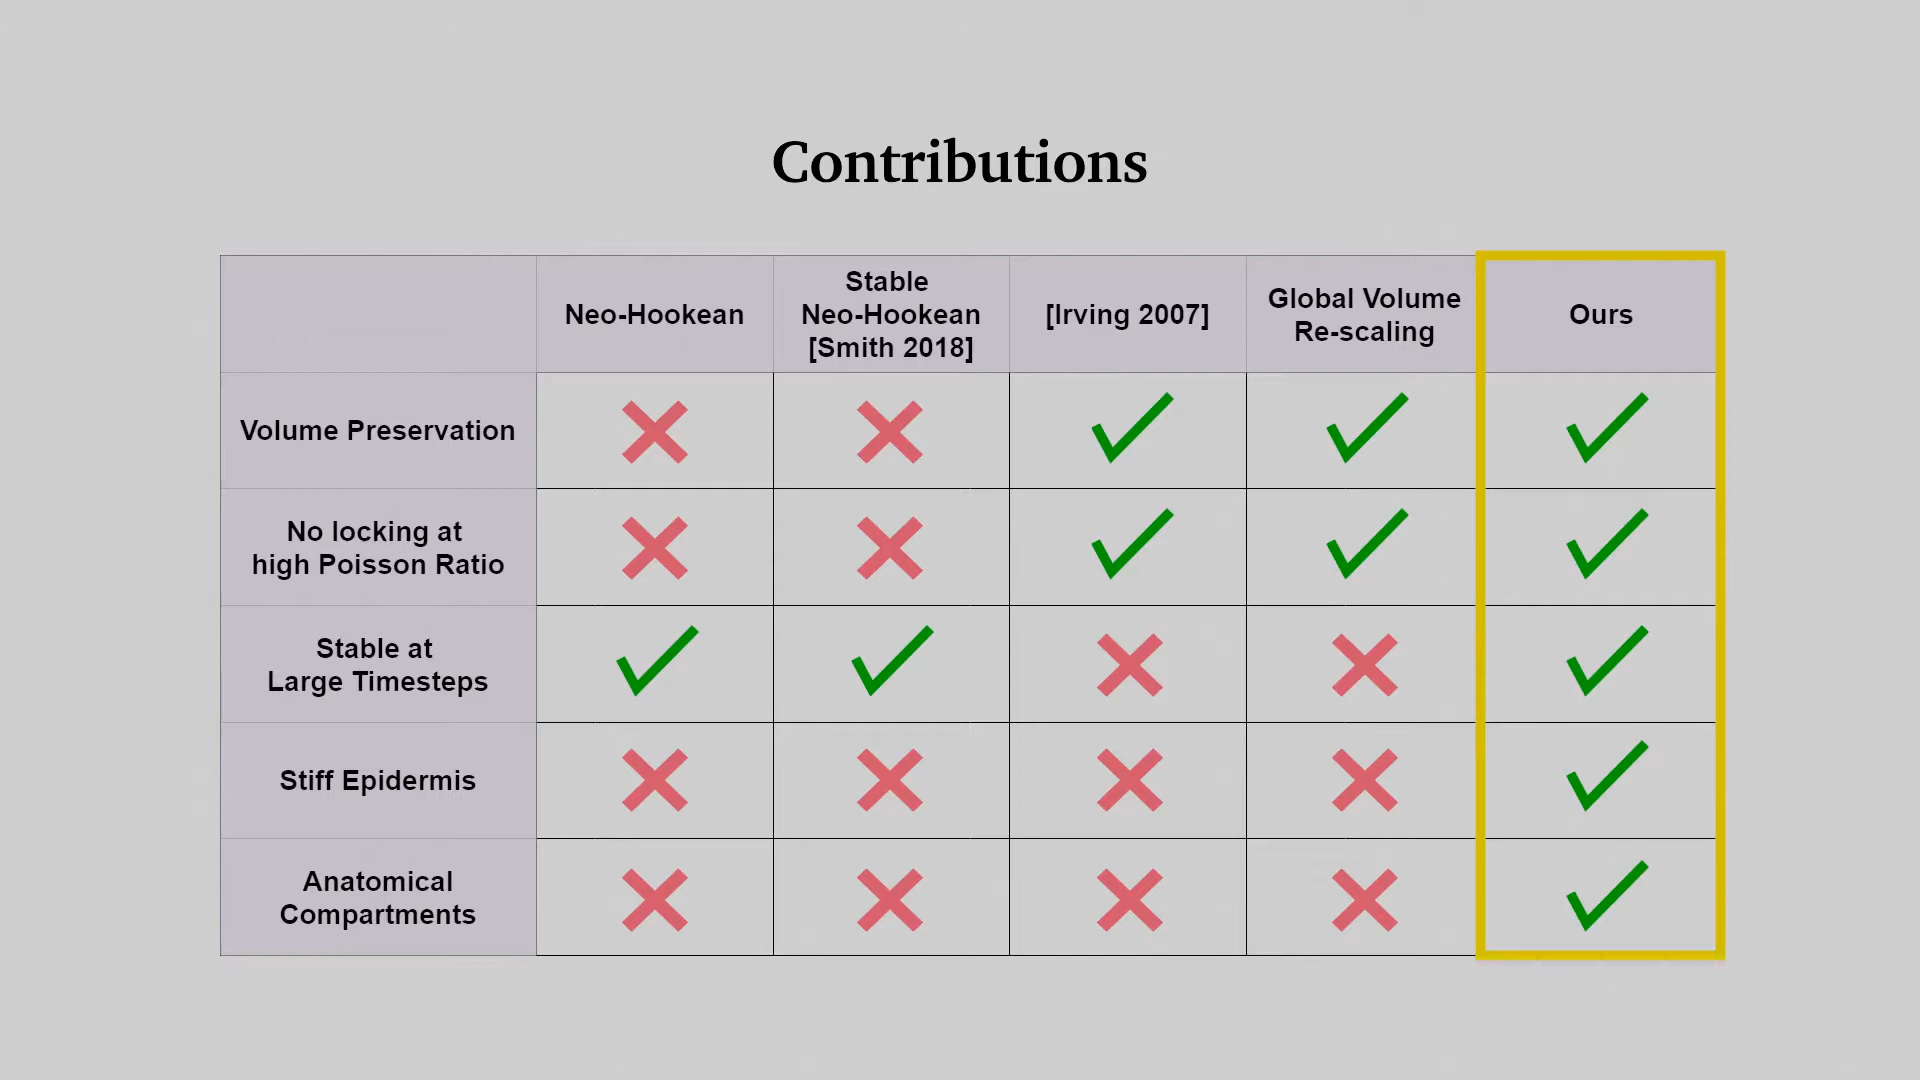 Contributions
Neo-Hookean
Stable
Neo-Hookean
[Smith 2018]
[Irving 2007]
Global Volume
Re-scaling
Ours
Volume Preservation
No locking at
high Poisson Ratio
Stable at
Large Timesteps
Stiff Epidermis
Anatomical
Compartments